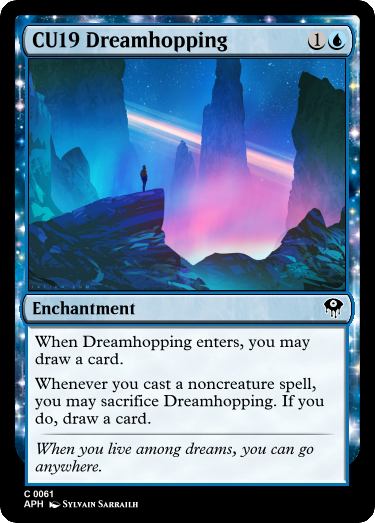 CU19 Dreamhopping 1
Enchantment
When Dreamhopping enters, you may
draw a card.
Whenever you cast a noncreature spell,
you may sacrifice Dreamhopping. If you
do, draw a card.
When you live among dreams, you can go
anywhere.
C 0061
APH Sylvain Sarrailh